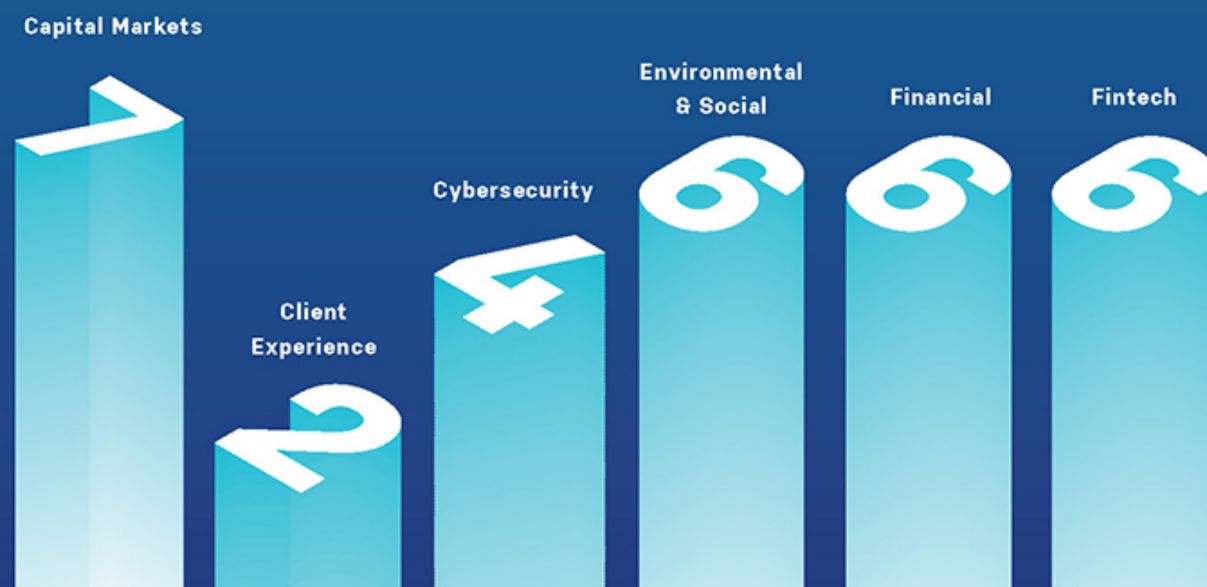 Capital Markets
7
Client
Experience
2
Cybersecurity
4
Environmental
& Social
6
Financial
6
Fintech
6